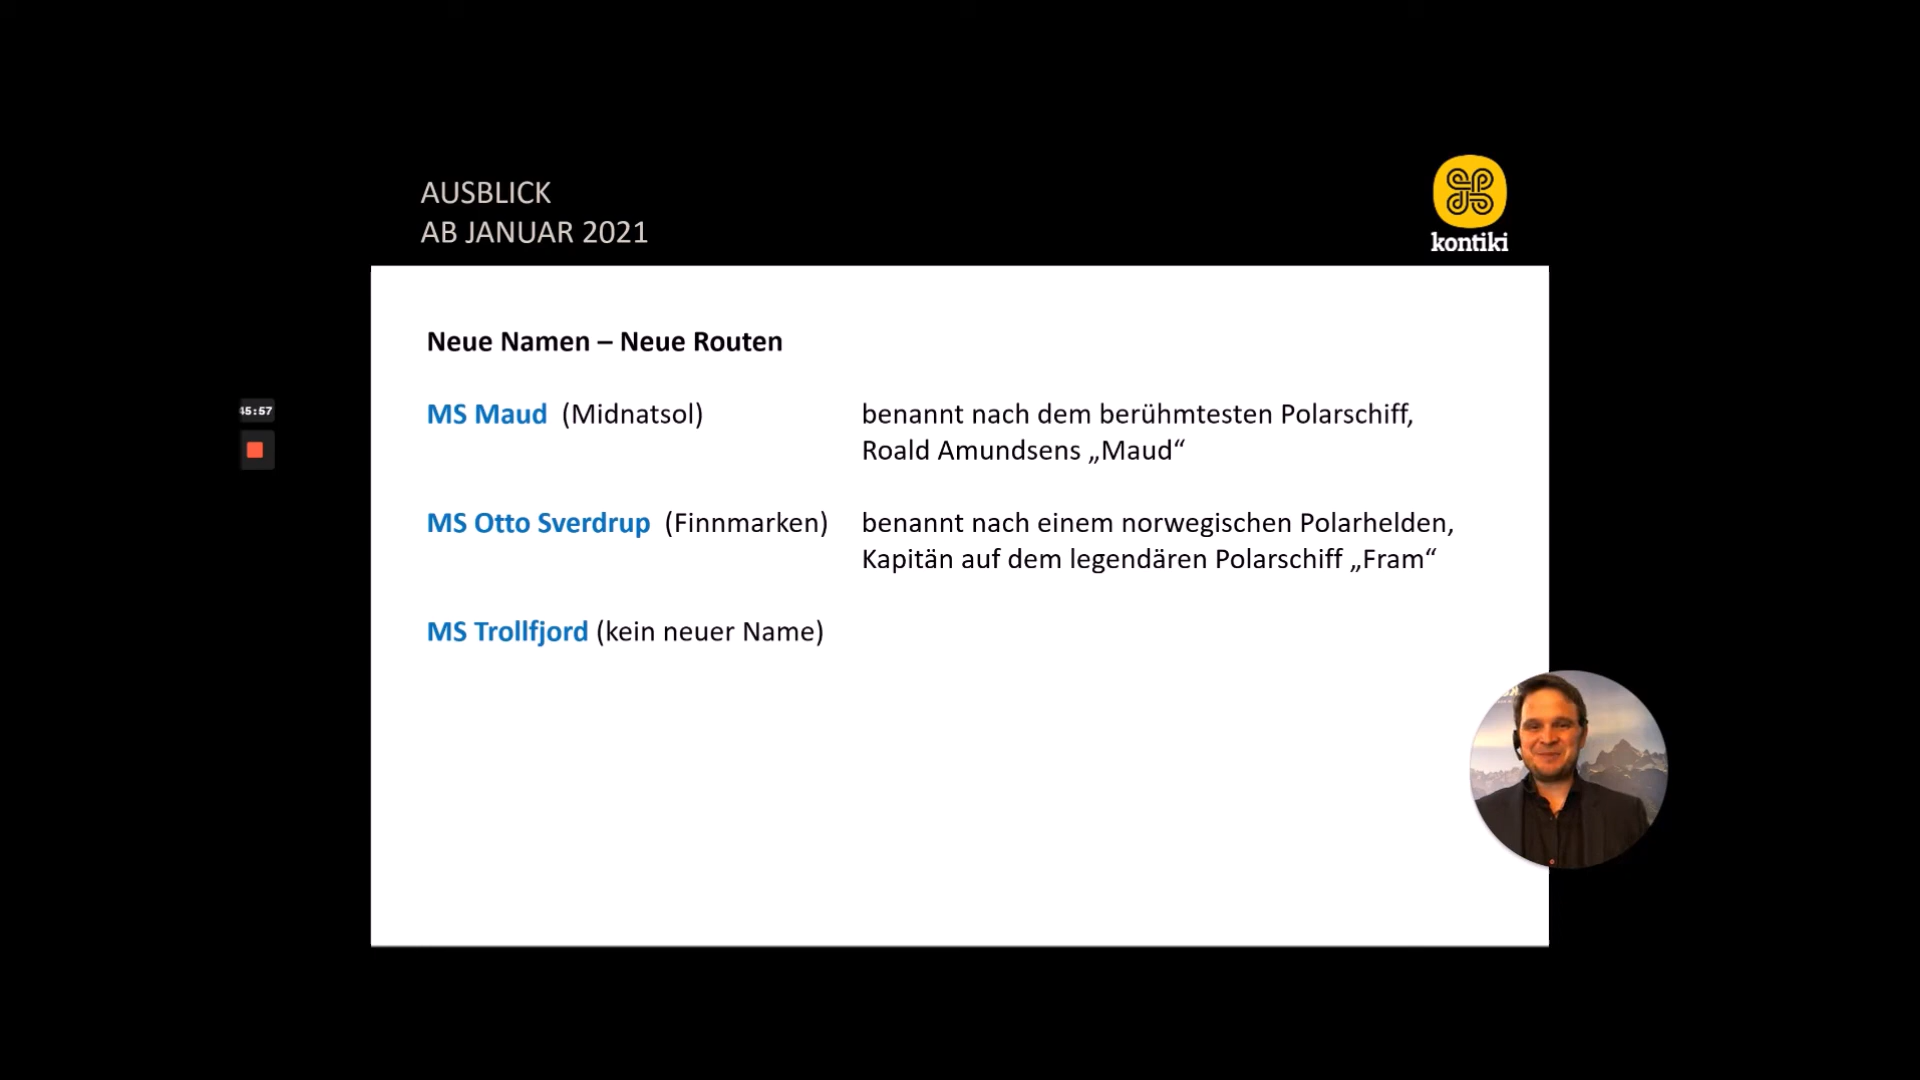 AUSBLICK
AB JANUAR 2021
kontiki
Neue Namen – Neue Routen
MS Maud (Midnatsol)
benannt nach dem berühmtesten Polarschiff,
Roald Amundsens „Maud“
MS Otto Sverdrup (Finnmarken)
benannt nach einem norwegischen Polarhelden,
Kapitän auf dem legendären Polarschiff „Fram“
MS Trollfjord (kein neuer Name)
45:57